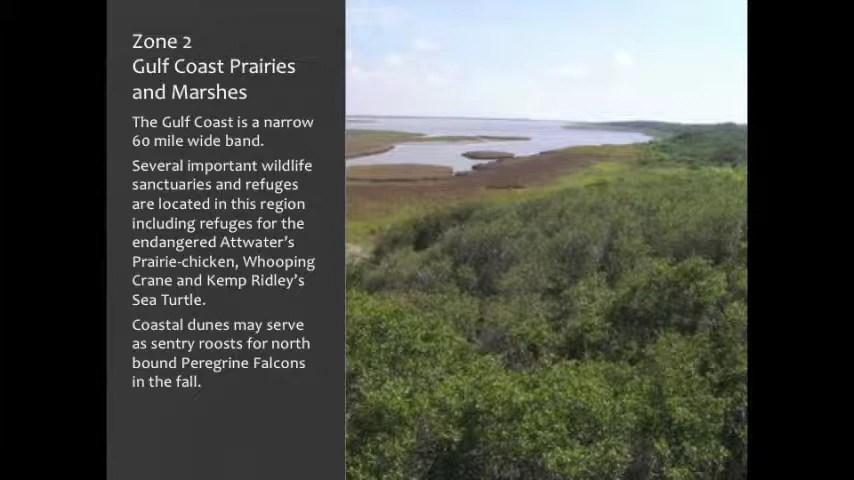 Zone 2
Gulf Coast Prairies
and Marshes
The Gulf Coast is a narrow
60 mile wide band.
Several important wildlife
sanctuaries and refuges
are located in this region
including refuges for the
endangered Attwater's
Prairie-chicken, Whooping
Crane and Kemp Ridley's
Sea Turtle.
Coastal dunes may serve
as sentry roosts for north
bound Peregrine Falcons
in the fall.